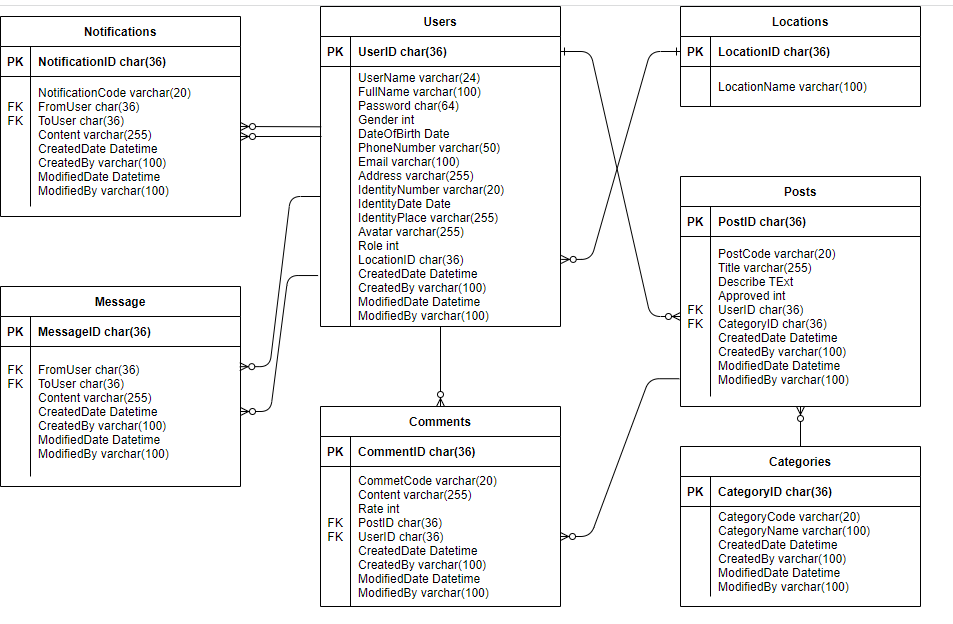 Notifications
PK NotificationID char(36)
NotificationCode varchar(20)
FK FromUser char(36)
FK ToUser char(36)
Content varchar(255)
CreatedDate Datetime
CreatedBy varchar(100)
ModifiedDate Datetime
ModifiedBy varchar(100)
Message
PK MessageID char(36)
FK FromUser char(36)
FK ToUser char(36)
Content varchar(255)
CreatedDate Datetime
CreatedBy varchar(100)
ModifiedDate Datetime
ModifiedBy varchar(100)
Users
PK UserID char(36)
UserName varchar(24)
FullName varchar(100)
Password char(64)
Gender int
DateOfBirth Date
PhoneNumber varchar(50)
Email varchar(100)
Address varchar(255)
IdentityNumber varchar(20)
IdentityDate Date
IdentityPlace varchar(255)
Avatar varchar(255)
Role int
LocationID char(36)
CreatedDate Datetime
CreatedBy varchar(100)
ModifiedDate Datetime
ModifiedBy varchar(100)
Comments
PK CommentID char(36)
CommetCode varchar(20)
Content varchar(255)
Rate int
FK PostID char(36)
FK UserID char(36)
CreatedDate Datetime
CreatedBy varchar(100)
ModifiedDate Datetime
ModifiedBy varchar(100)
Locations
PK LocationID char(36)
LocationName varchar(100)
Posts
PK PostID char(36)
PostCode varchar(20)
Title varchar(255)
Describe TExt
Approved int
FK UserID char(36)
FK CategoryID char(36)
CreatedDate Datetime
CreatedBy varchar(100)
ModifiedDate Datetime
ModifiedBy varchar(100)
Categories
PK CategoryID char(36)
CategoryCode varchar(20)
CategoryName varchar(100)
CreatedDate Datetime
CreatedBy varchar(100)
ModifiedDate Datetime
ModifiedBy varchar(100)